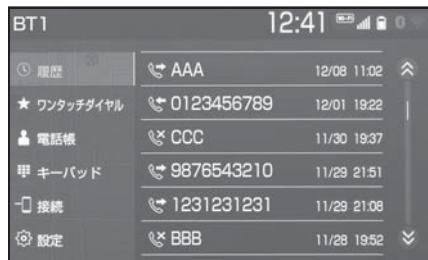 BT1 12:41 Wi-Fi
履歴
AAA 12/08 11:02
ワンタッチダイヤル
0123456789 12/01 19:22
電話帳
CCC 11/30 19:37
キーパッド
9876543210 11/29 21:51
接続
1231231231 11/29 21:08
設定
BBB 11/28 19:52